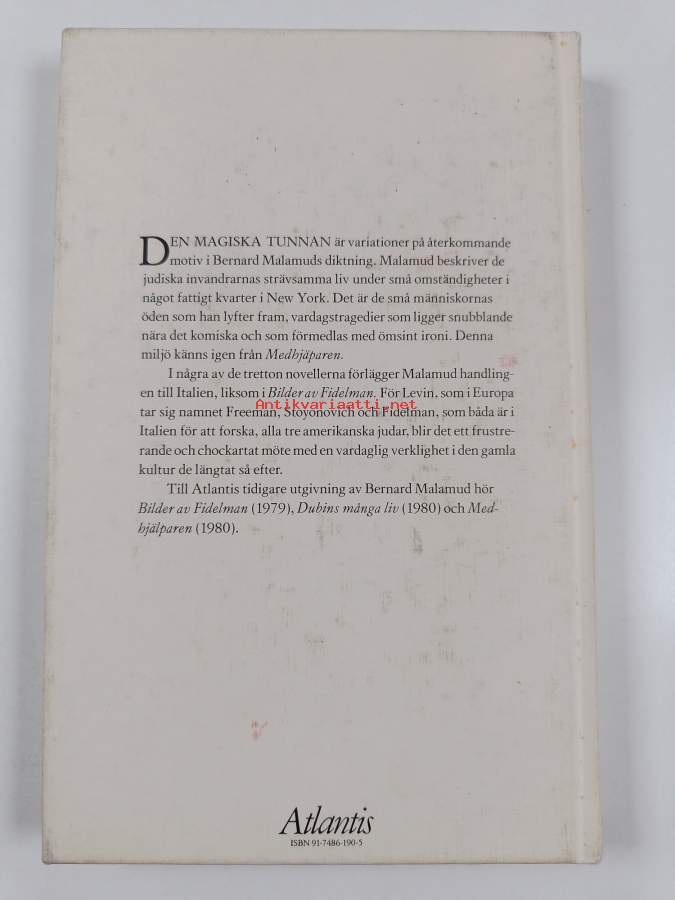 DEN MAGISKA TUNNAN är variationer på återkommande
motiv i Bernard Malamuds diktning. Malamud beskriver de
judiska invandrarnas strävsamma liv under små omständigheter i
något fattigt kvarter i New York. Det är de små människornas
öden som han lyfter fram, vardagstragedier som ligger snubblande
nära det komiska och som förmedlas med ömsint ironi. Denna
miljö känns igen från Medhjäparen.
I några av de tretton novellerna förlägger Malamud handling-
en till Italien, liksom i Bilder av Fidelman. För Levin, som i Europa
Antikvariaatti.net
tar sig namnet Freeman, Stoyonovich och Fidelman, som båda är i
Italien för att forska, alla tre amerikanska judar, blir det ett frustre-
rande och chockartat möte med en vardaglig verklighet i den gamla
kultur de längtat så efter.
Till Atlantis tidigare utgivning av Bernard Malamud hör
Bilder av Fidelman (1979), Dubins många liv (1980) och Med-
hjälparen (1980).
Atlantis
ISBN 91-7486-190-5